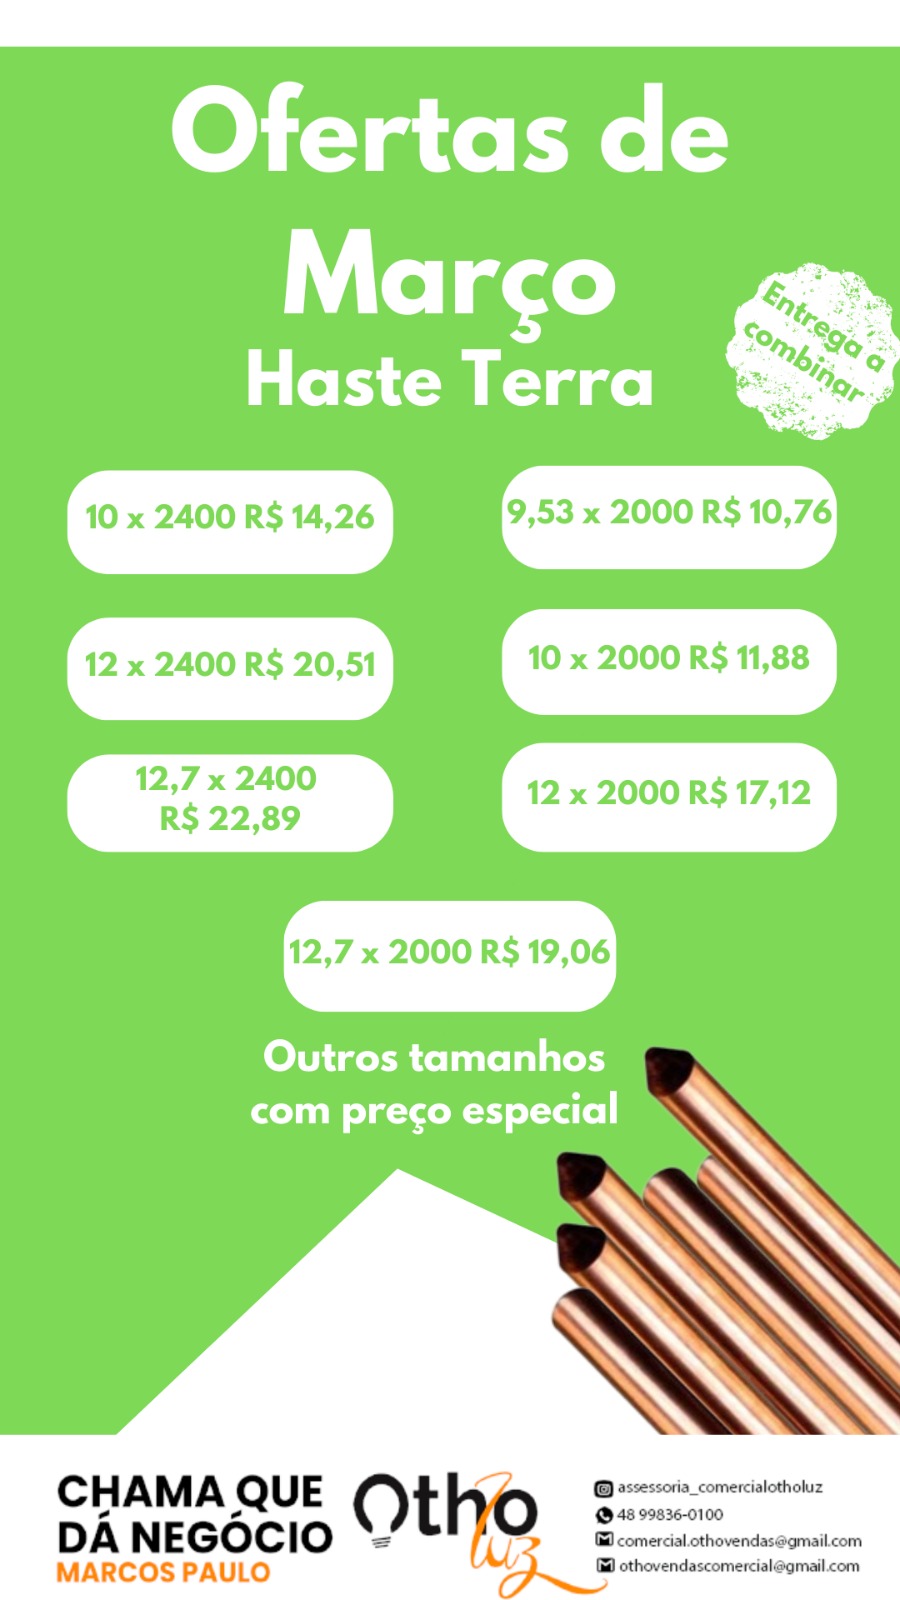 Ofertas de
Março
Haste Terra
Entrega a
combinar
10 x 2400 R$ 14,26
9,53 x 2000 R$ 10,76
12 x 2400 R$ 20,51
10 x 2000 R$ 11,88
12,7 x 2400
R$ 22,89
12 x 2000 R$ 17,12
12,7 x 2000 R$ 19,06
Outros tamanhos
com preço especial
CHAMA QUE
DÁ NEGÓCIO
MARCOS PAULO
Otho
luz
assessoria_comercialotholuz
48 99836-0100
comercial.othovendas@gmail.com
othovendascomercial@gmail.com